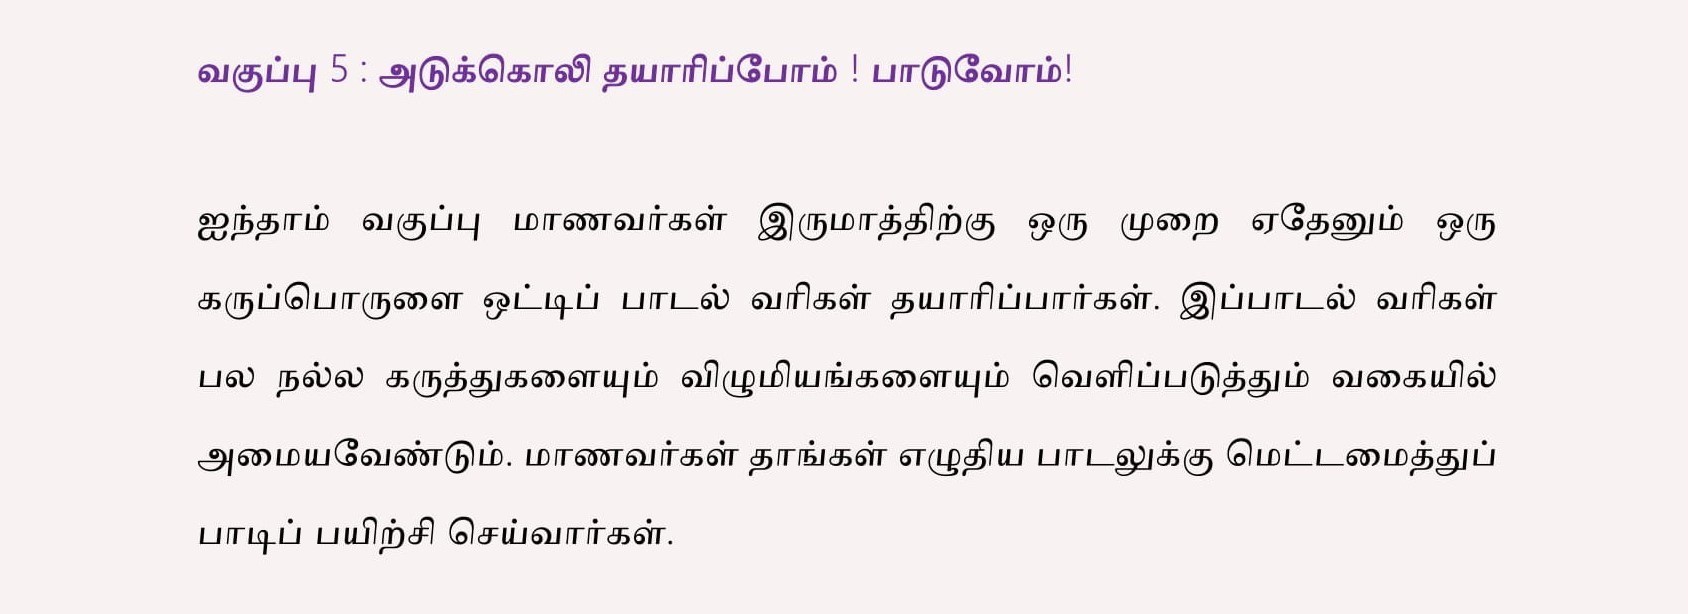 வகுப்பு 5 : அடுக்கொலி தயாரிப்போம் ! பாடுவோம்!
ஐந்தாம் வகுப்பு மாணவர்கள் இருமாத்திற்கு ஒரு முறை ஏதேனும் ஒரு
கருப்பொருளை ஒட்டிப் பாடல் வரிகள் தயாரிப்பார்கள். இப்பாடல் வரிகள்
பல நல்ல கருத்துகளையும் விழுமியங்களையும் வெளிப்படுத்தும் வகையில்
அமையவேண்டும். மாணவர்கள் தாங்கள் எழுதிய பாடலுக்கு மெட்டமைத்துப்
பாடிப் பயிற்சி செய்வார்கள்.